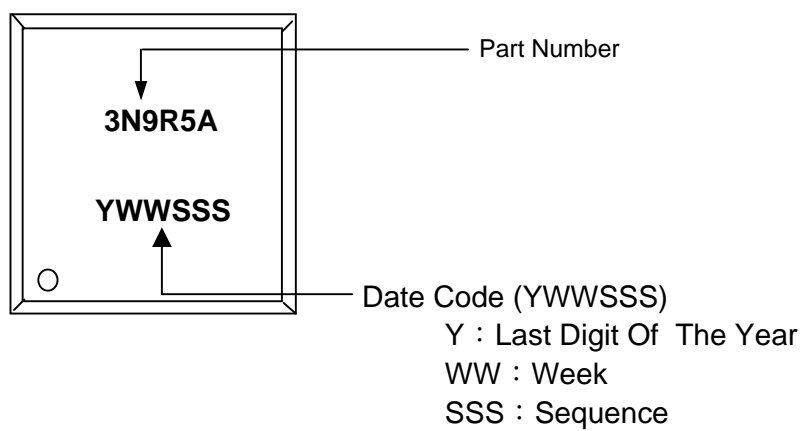 Part Number
3N9R5A
YWWSSS
Date Code (YWWSSS)
Y：Last Digit Of The Year
WW：Week
SSS：Sequence